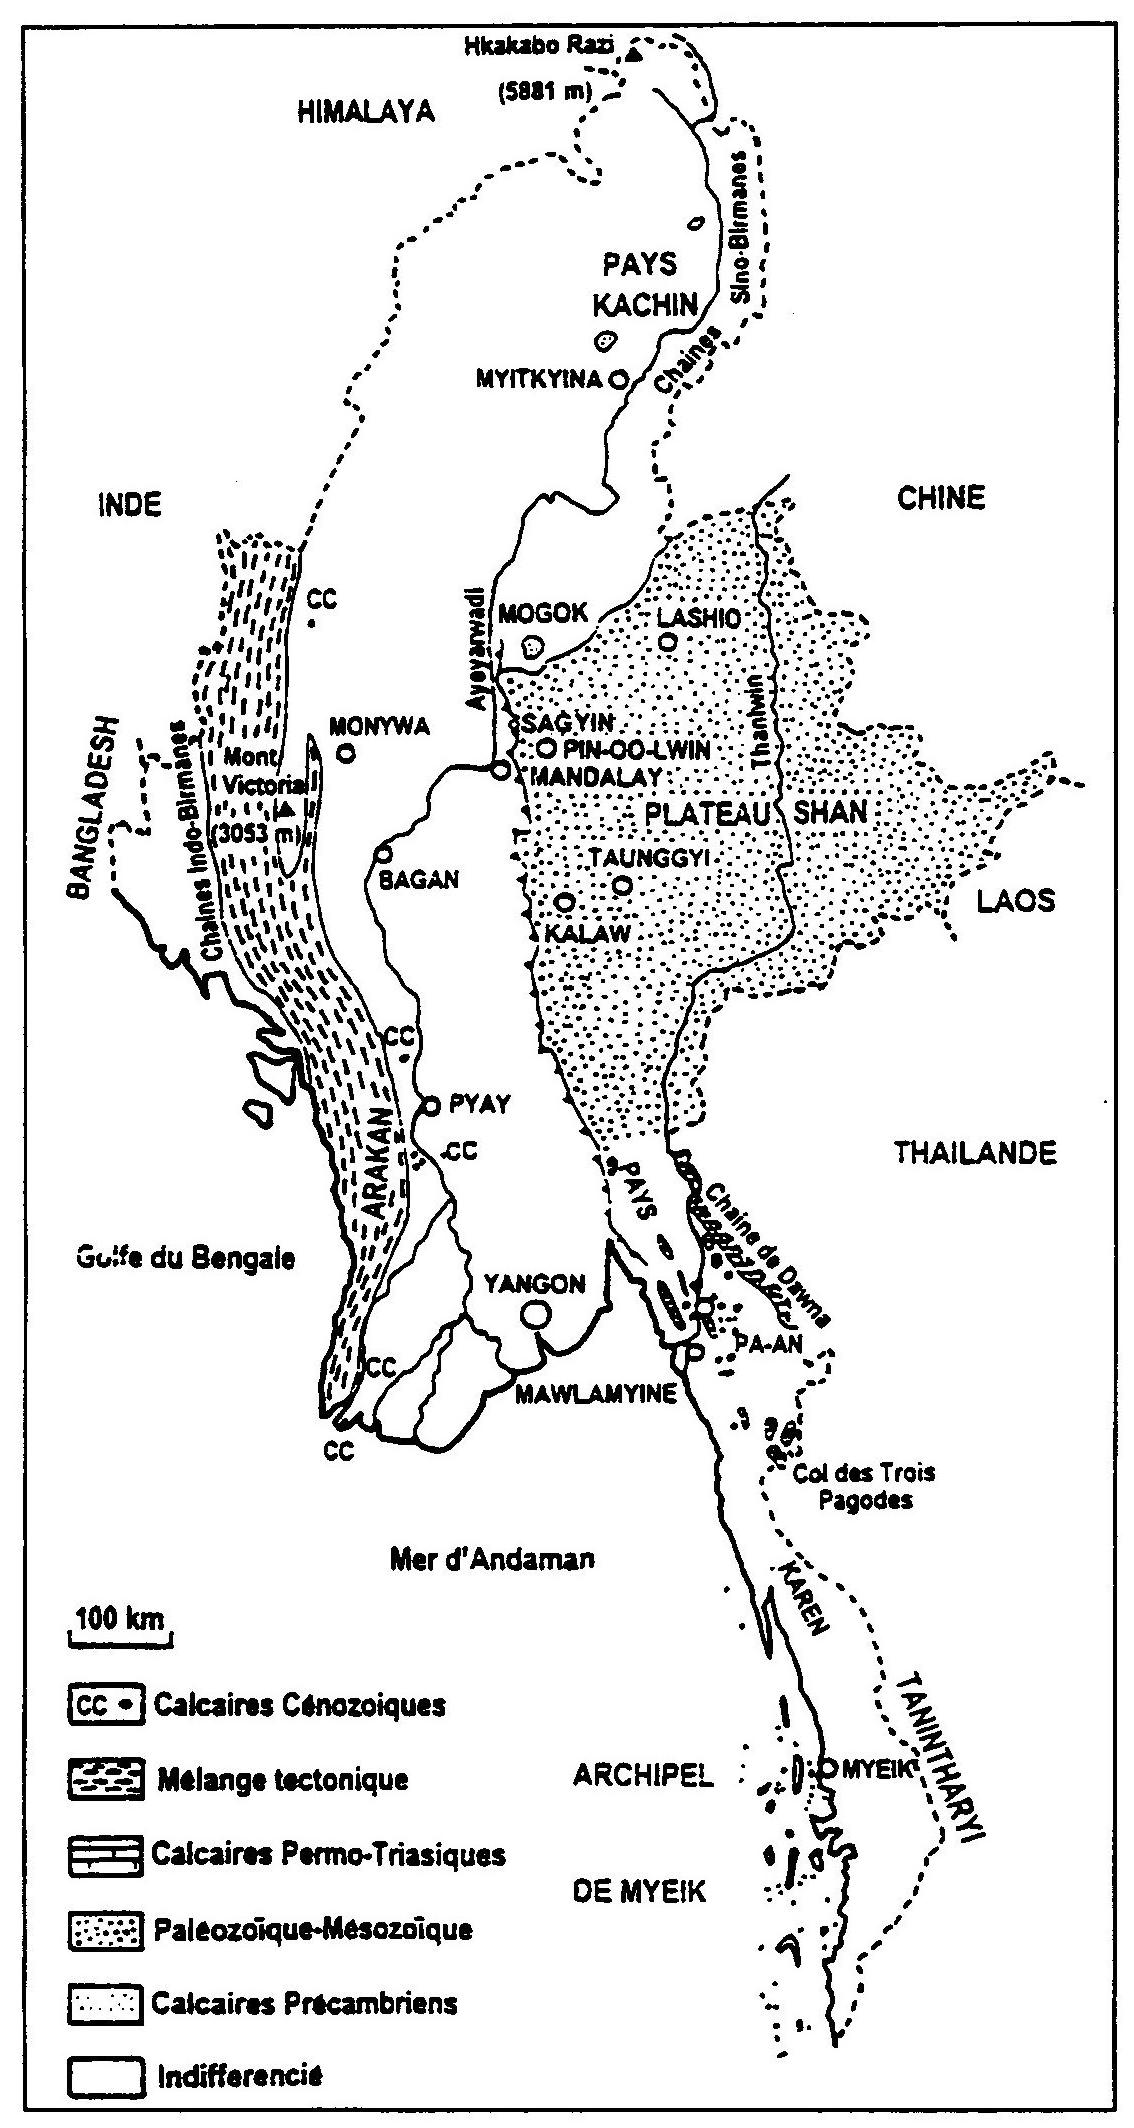 Hkakabo Razi
(5881 m)
HIMALAYA
Sino-Birmanes
Chaines
PAYS
KACHIN
MYITKYINA
INDE
CHINE
CC
Ayeyarwadi
MOGOK
LASHIO
Thanlwin
BANGLADESH
Chaines Indo-Birmanes
Mont
Victoria
(3053 m)
MONYWA
SAGYIN
PIN-OO-LWIN
MANDALAY
PLATEAU SHAN
TAUNGGYI
BAGAN
KALAW
LAOS
CC
PYAY
CC
ARAKAN
THAILANDE
PAYS
Chaine de Dawna
Golfe du Bengale
YANGON
PA-AN
CC
MAWLAMYINE
CC
Col des Trois
Pagodes
Mer d'Andaman
KAREN
100 km
TANINTHARYI
CC Calcaires Cénozoiques
ARCHIPEL
MYEIK
Mélange tectonique
Calcaires Permo-Triasiques
DE MYEIK
Paléozoïque-Mésozoïque
Calcaires Précambriens
Indifferencié